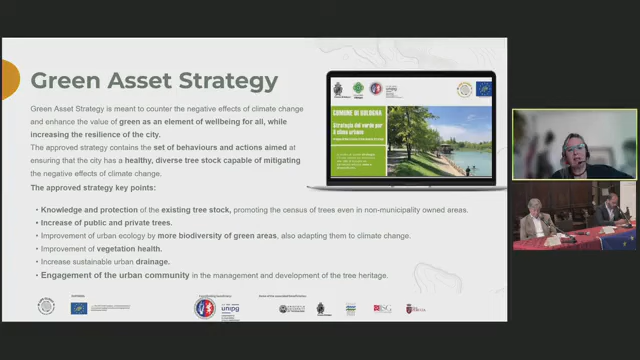 Green Asset Strategy
Green Asset Strategy is meant to counter the negative effects of climate change
and enhance the value of green as an element of wellbeing for all, while
increasing the resilience of the city.
The approved strategy contains the set of behaviours and actions aimed at
ensuring that the city has a healthy, diverse tree stock capable of mitigating
the negative effects of climate change.
The approved strategy key points:
• Knowledge and protection of the existing tree stock, promoting the census of trees even in non-municipality owned areas.
• Increase of public and private trees.
• Improvement of urban ecology by more biodiversity of green areas, also adapting them to climate change.
• Improvement of vegetation health.
• Increase sustainable urban drainage.
• Engagement of the urban community in the management and development of the tree heritage.
COMUNE DI BOLOGNA
Strategia del verde per
il clima urbano
unipg
unipg